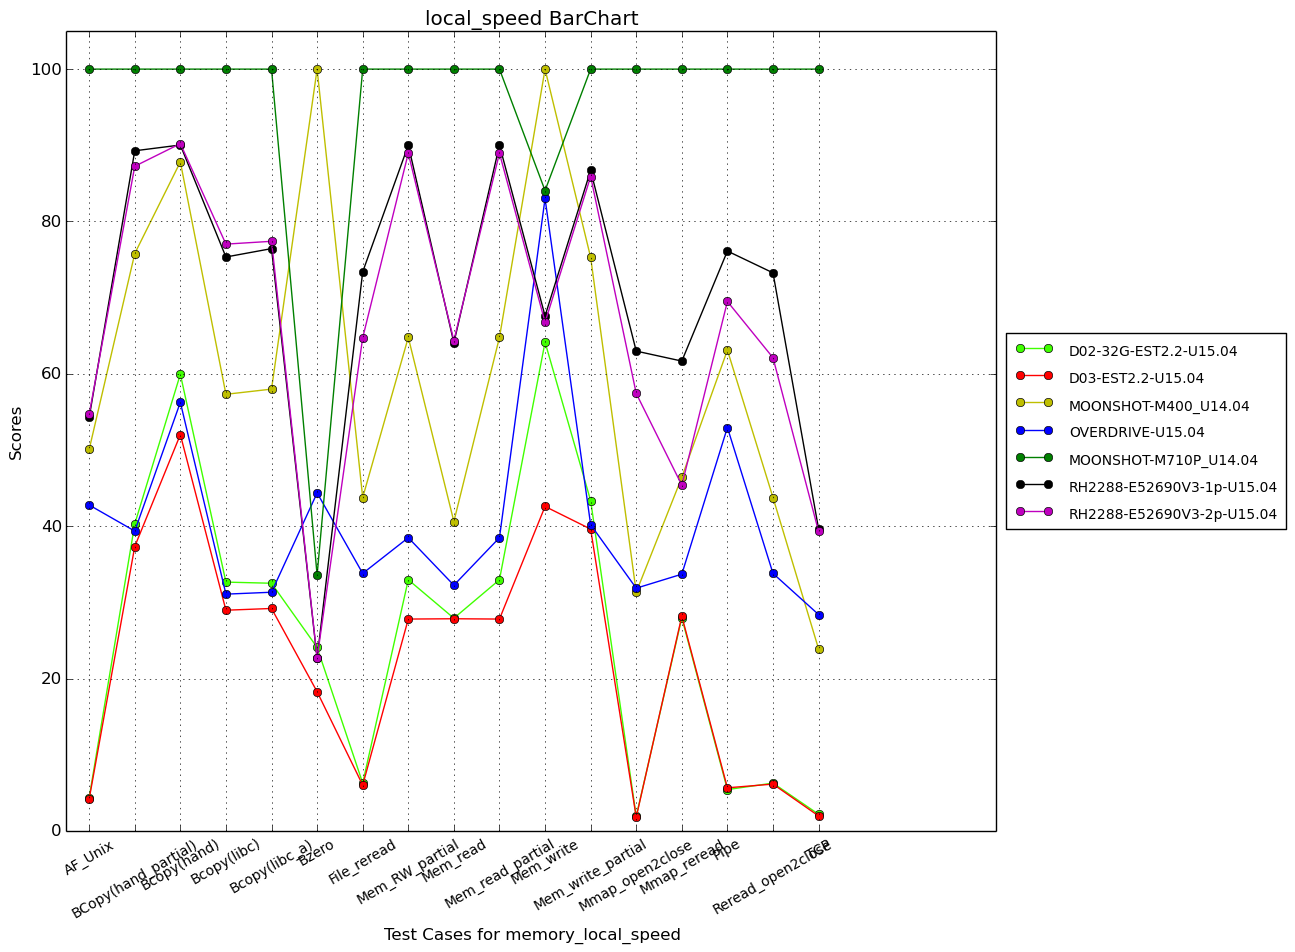 local_speed BarChart
100
80
60
40
20
0
Scores
AF_Unix
BCopy(hand_partial)
Bcopy(hand)
Bcopy(libc)
Bcopy(libc_a)
Bzero
File_reread
Mem_RW_partial
Mem_read
Mem_read_partial
Mem_write
Mem_write_partial
Mmap_open2close
Mmap_reread
Pipe
Reread_open2close
TCP
Test Cases for memory_local_speed
D02-32G-EST2.2-U15.04
D03-EST2.2-U15.04
MOONSHOT-M400_U14.04
OVERDRIVE-U15.04
MOONSHOT-M710P_U14.04
RH2288-E52690V3-1p-U15.04
RH2288-E52690V3-2p-U15.04